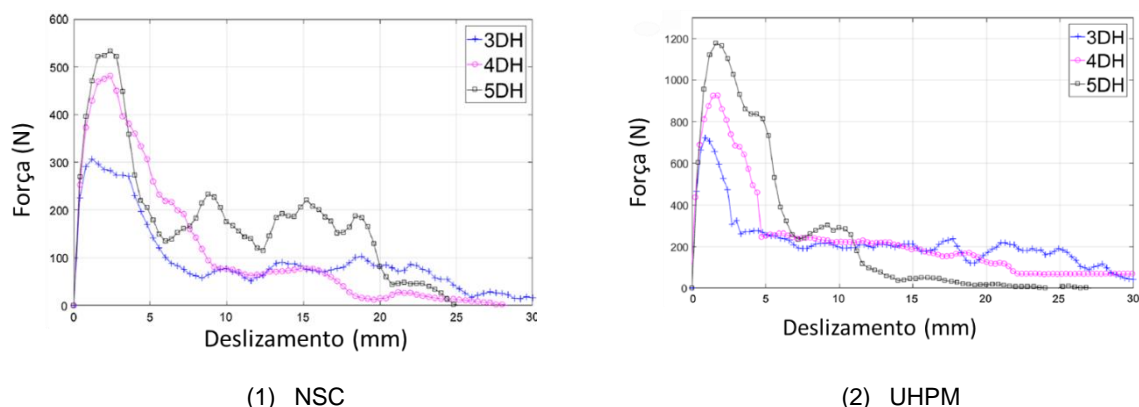 600
500
400
300
200
100
0
Força (N)
0 5 10 15 20 25 30
Deslizamento (mm)
3DH
4DH
5DH
(1) NSC
1200
1000
800
600
400
200
0
Força (N)
0 5 10 15 20 25 30
Deslizamento (mm)
3DH
4DH
5DH
(2) UHPM